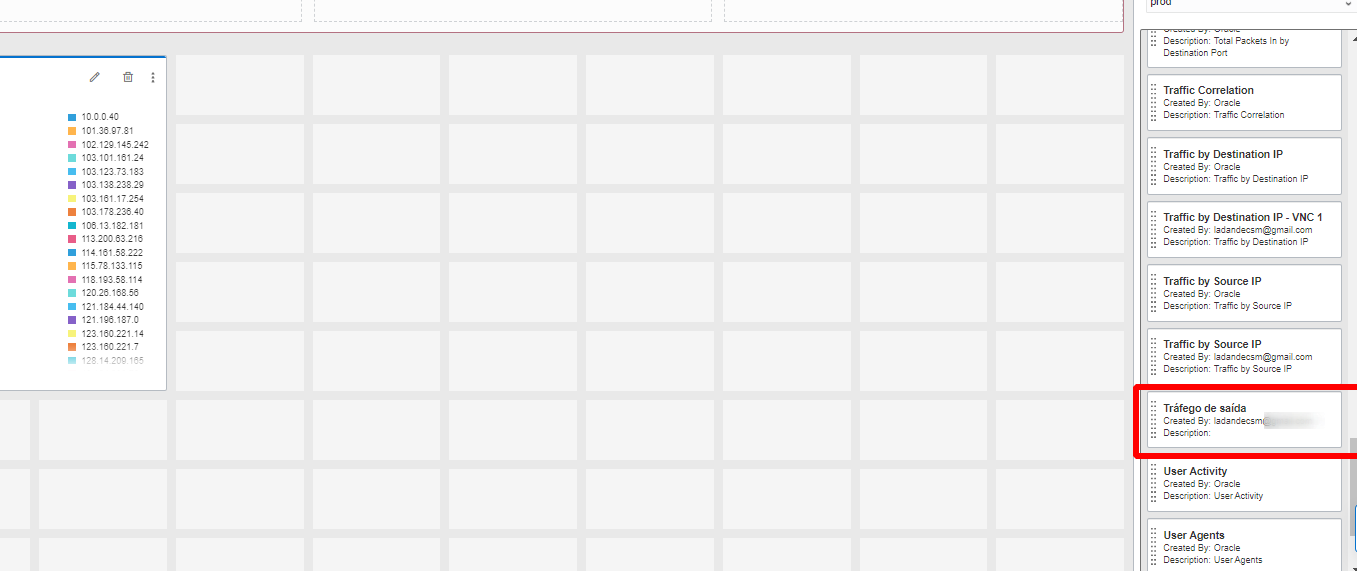 prod
Created By: Oracle
Description: Total Packets In by
Destination Port
10.0.0.40
101.36.97.81
102.129.145.242
103.101.161.24
103.123.73.183
103.138.238.29
103.161.17.254
103.178.236.40
106.13.182.181
113.200.63.216
114.161.58.222
115.78.133.115
118.193.58.114
120.26.168.56
121.184.44.140
121.196.187.0
123.160.221.14
123.160.221.7
128.14.209.165
Traffic Correlation
Created By: Oracle
Description: Traffic Correlation
Traffic by Destination IP
Created By: Oracle
Description: Traffic by Destination IP
Traffic by Destination IP - VNC 1
Created By: ladandecsm@gmail.com
Description: Traffic by Destination IP
Traffic by Source IP
Created By: Oracle
Description: Traffic by Source IP
Traffic by Source IP
Created By: ladandecsm@gmail.com
Description: Traffic by Source IP
Tráfego de saída
Created By: ladandecsm
Description:
User Activity
Created By: Oracle
Description: User Activity
User Agents
Created By: Oracle
Description: User Agents